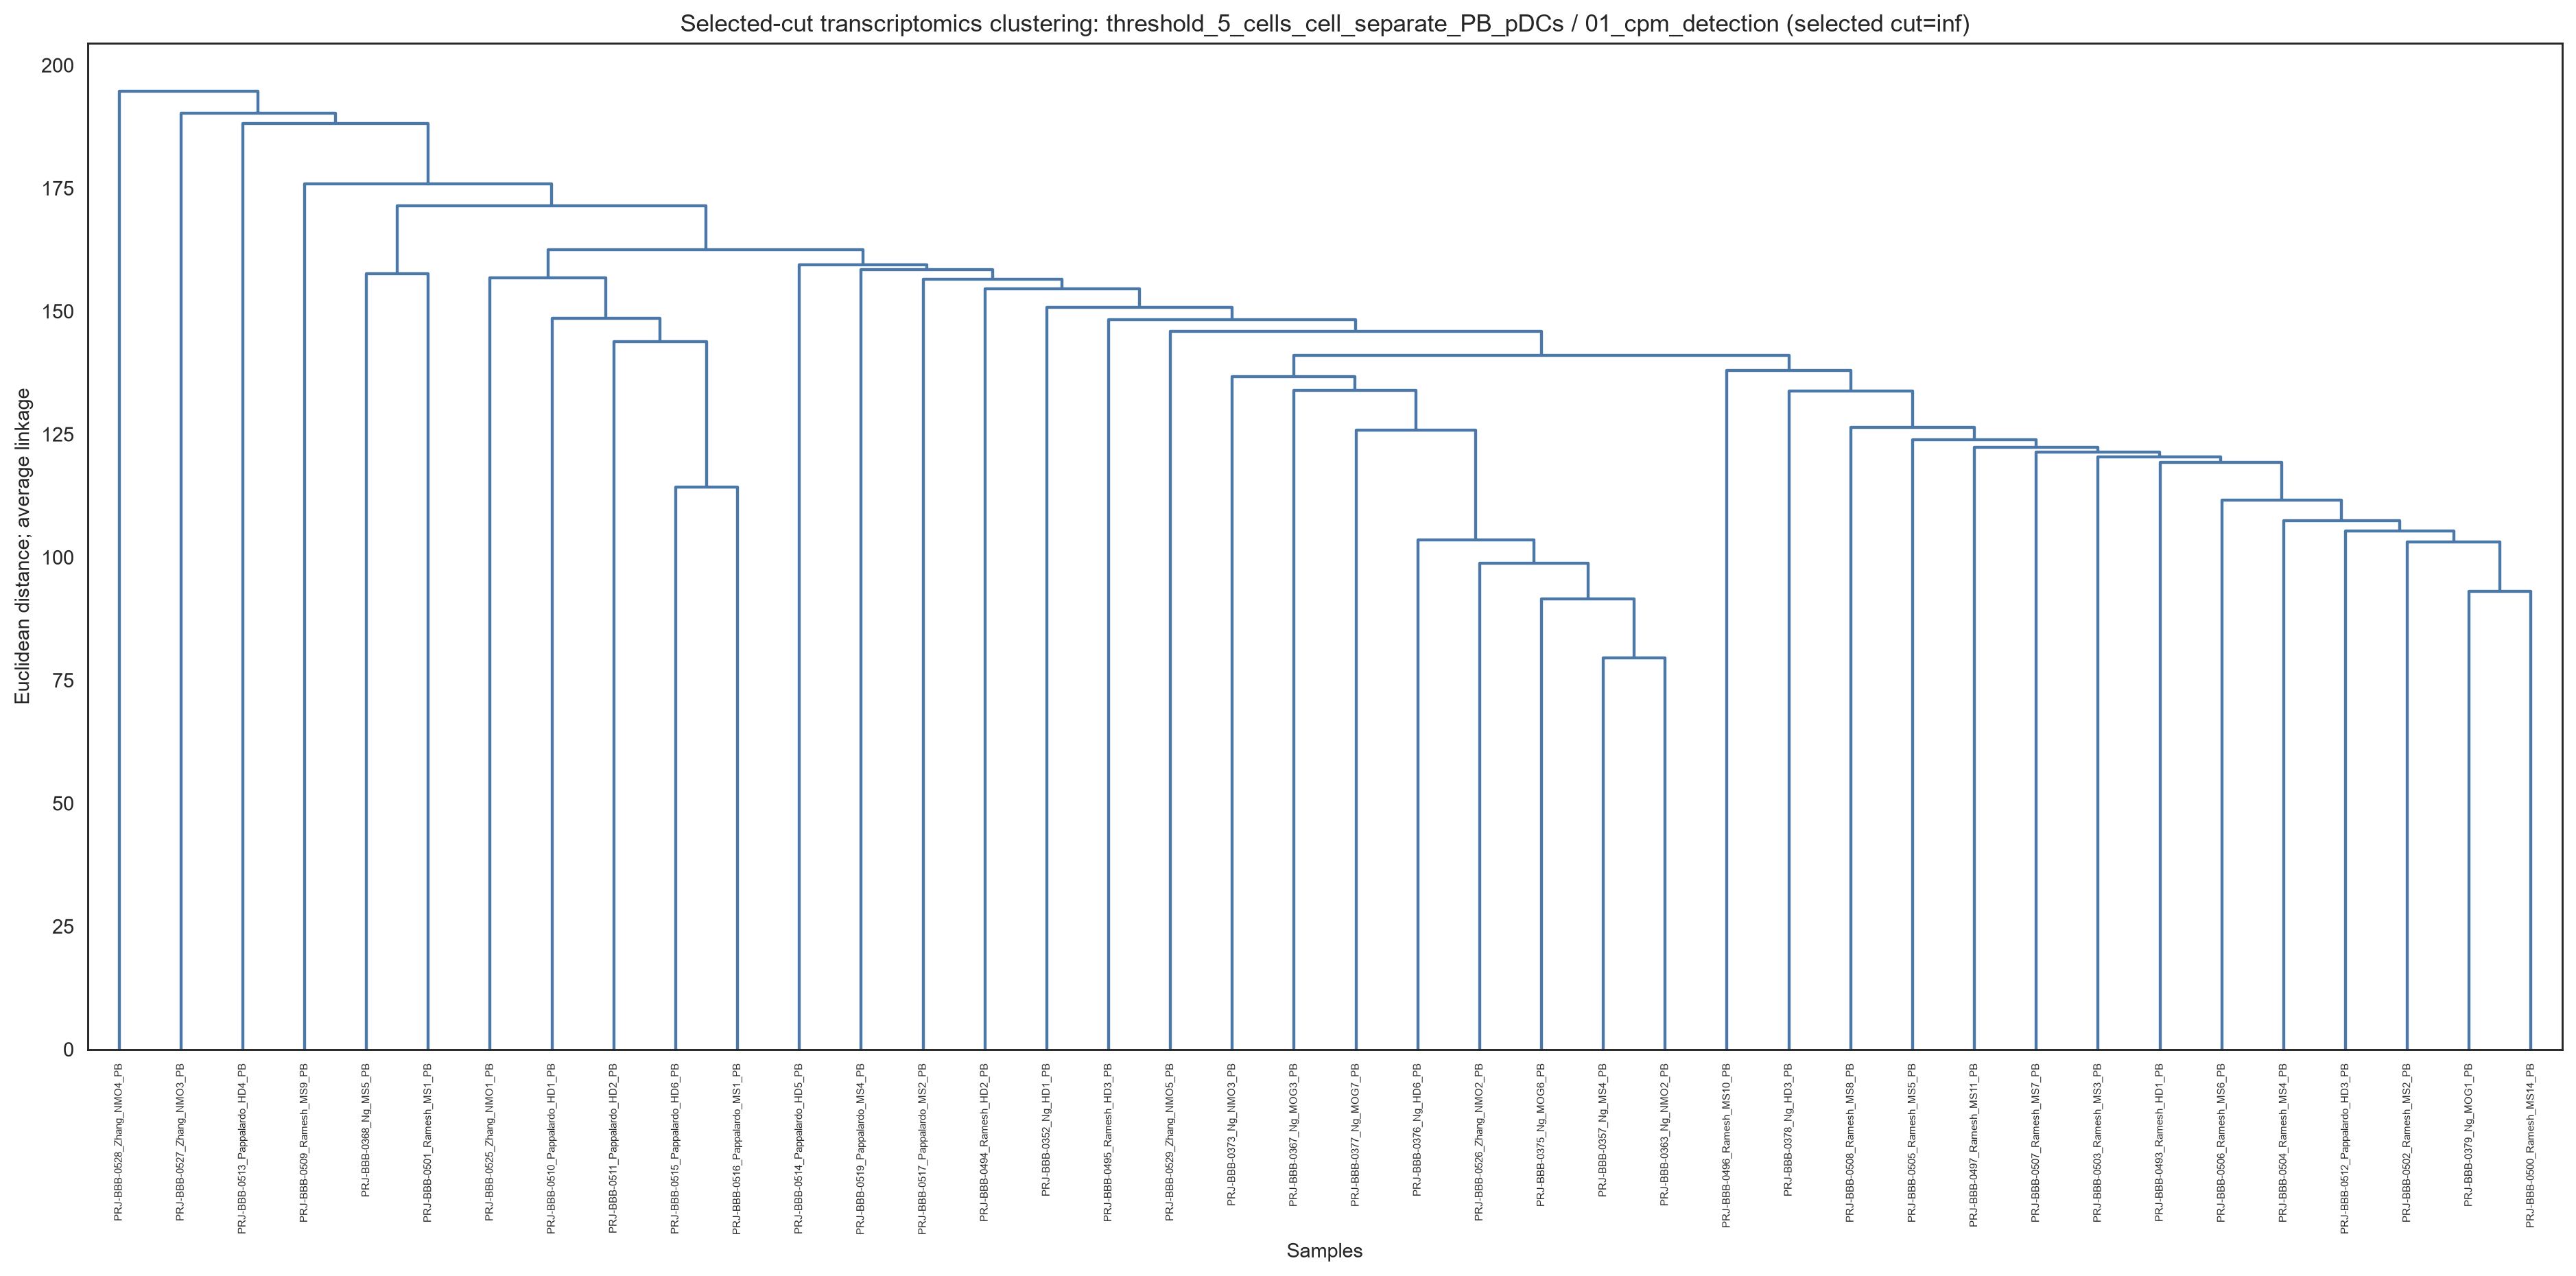 Selected-cut transcriptomics clustering: threshold_5_cells_cell_separate_PB_pDCs / 01_cpm_detection (selected cut=inf)
Euclidean distance; average linkage
200
175
150
125
100
75
50
25
0
PRJ-BBB-0528_Zhang_NMO4_PB
PRJ-BBB-0527_Zhang_NMO3_PB
PRJ-BBB-0513_Pappalardo_HD4_PB
PRJ-BBB-0509_Ramesh_MS9_PB
PRJ-BBB-0368_Ng_MS5_PB
PRJ-BBB-0501_Ramesh_MS1_PB
PRJ-BBB-0525_Zhang_NMO1_PB
PRJ-BBB-0510_Pappalardo_HD1_PB
PRJ-BBB-0511_Pappalardo_HD2_PB
PRJ-BBB-0515_Pappalardo_HD6_PB
PRJ-BBB-0516_Pappalardo_MS1_PB
PRJ-BBB-0514_Pappalardo_HD5_PB
PRJ-BBB-0519_Pappalardo_MS4_PB
PRJ-BBB-0517_Pappalardo_MS2_PB
PRJ-BBB-0494_Ramesh_HD2_PB
PRJ-BBB-0352_Ng_HD1_PB
PRJ-BBB-0495_Ramesh_HD3_PB
PRJ-BBB-0529_Zhang_NMO5_PB
PRJ-BBB-0373_Ng_NMO3_PB
PRJ-BBB-0367_Ng_MOG3_PB
PRJ-BBB-0377_Ng_MOG7_PB
PRJ-BBB-0376_Ng_HD6_PB
PRJ-BBB-0526_Zhang_NMO2_PB
PRJ-BBB-0375_Ng_MOG6_PB
PRJ-BBB-0357_Ng_MS4_PB
PRJ-BBB-0363_Ng_NMO2_PB
PRJ-BBB-0496_Ramesh_MS10_PB
PRJ-BBB-0378_Ng_HD3_PB
PRJ-BBB-0508_Ramesh_MS8_PB
PRJ-BBB-0505_Ramesh_MS5_PB
PRJ-BBB-0497_Ramesh_MS11_PB
PRJ-BBB-0507_Ramesh_MS7_PB
PRJ-BBB-0503_Ramesh_MS3_PB
PRJ-BBB-0493_Ramesh_HD1_PB
PRJ-BBB-0506_Ramesh_MS6_PB
PRJ-BBB-0504_Ramesh_MS4_PB
PRJ-BBB-0512_Pappalardo_HD3_PB
PRJ-BBB-0502_Ramesh_MS2_PB
PRJ-BBB-0379_Ng_MOG1_PB
PRJ-BBB-0500_Ramesh_MS14_PB
Samples